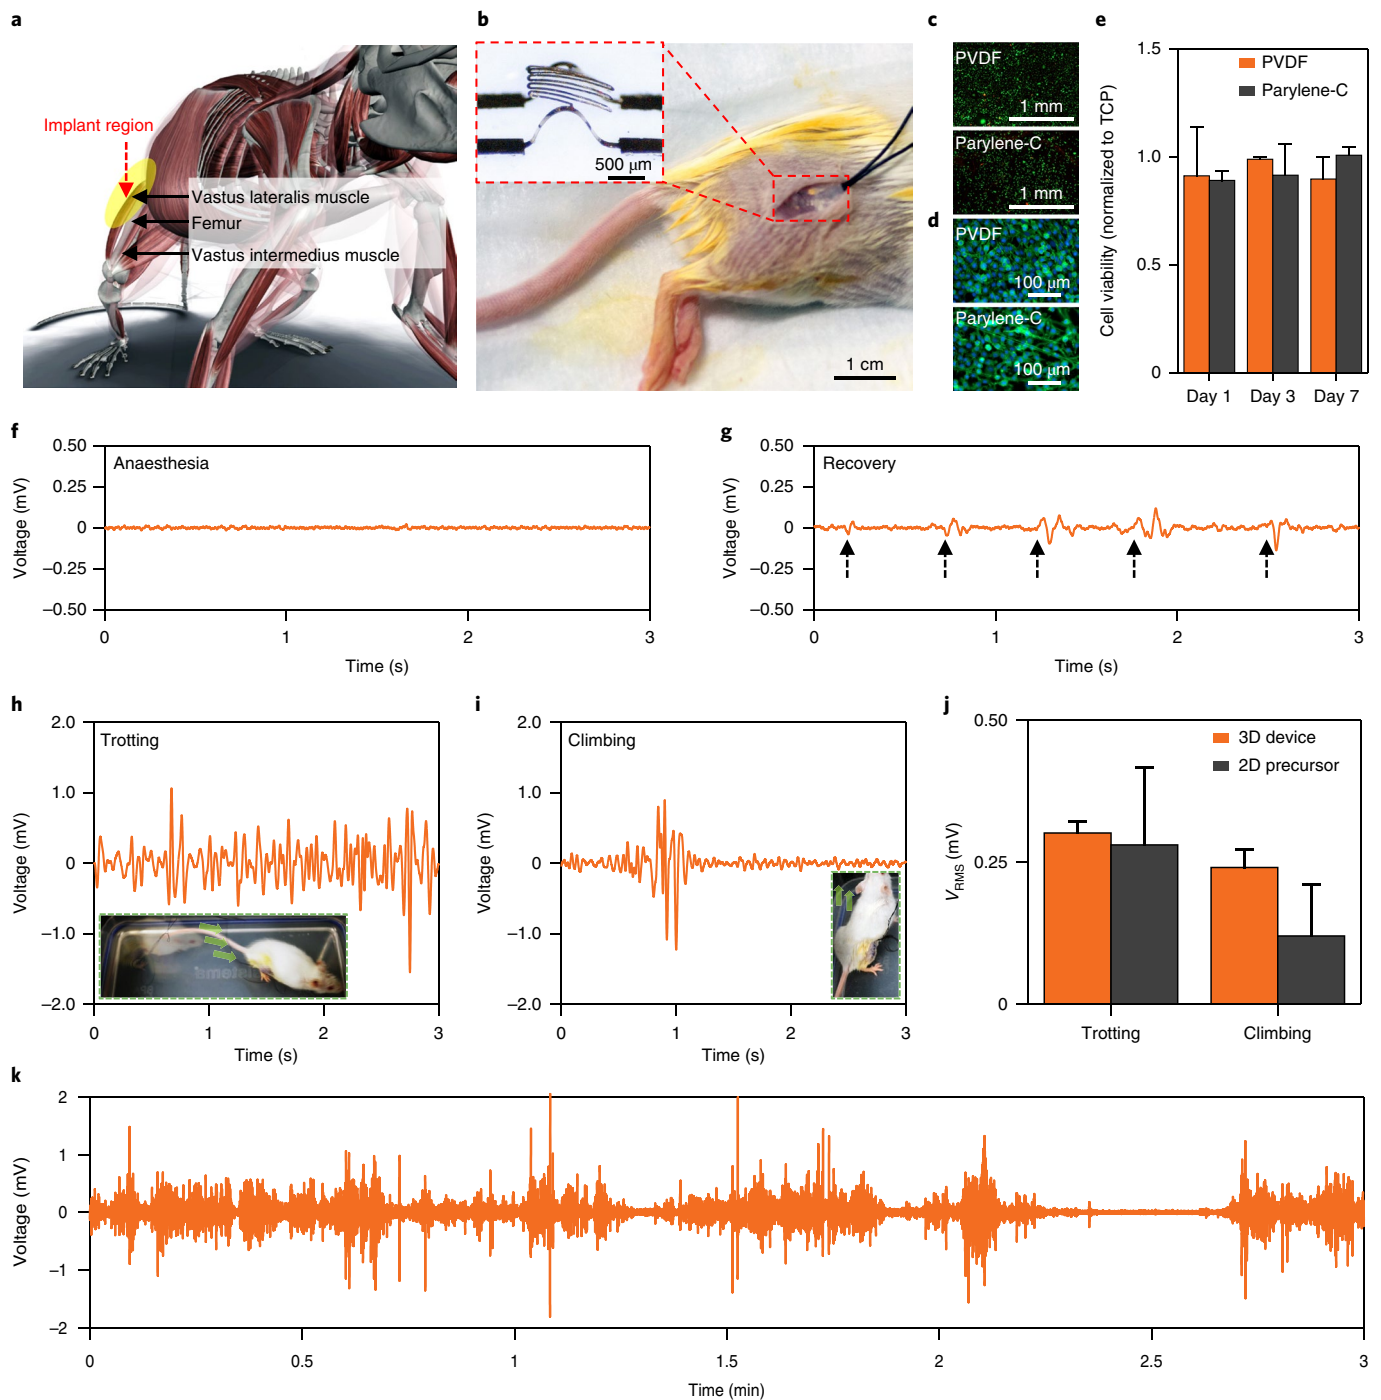 a
Implant region
Vastus lateralis muscle
Femur
Vastus intermedius muscle
b
500 µm
1 cm
c
PVDF
1 mm
Parylene-C
1 mm
d
PVDF
100 µm
Parylene-C
100 µm
e
Cell viability (normalized to TCP)
1.5
1.0
0.5
0
PVDF
Parylene-C
Day 1 Day 3 Day 7
f
Voltage (mV)
0.50
0.25
0
–0.25
–0.50
Anaesthesia
0 1 2 3
Time (s)
g
Voltage (mV)
0.50
0.25
0
–0.25
–0.50
Recovery
0 1 2 3
Time (s)
h
Voltage (mV)
2.0
1.0
0
–1.0
–2.0
Trotting
0 1 2 3
Time (s)
i
Voltage (mV)
2.0
1.0
0
–1.0
–2.0
Climbing
0 1 2 3
Time (s)
j
VRMS (mV)
0.50
0.25
0
3D device
2D precursor
Trotting Climbing
k
Voltage (mV)
2
1
0
–1
–2
0 0.5 1 1.5 2 2.5 3
Time (min)